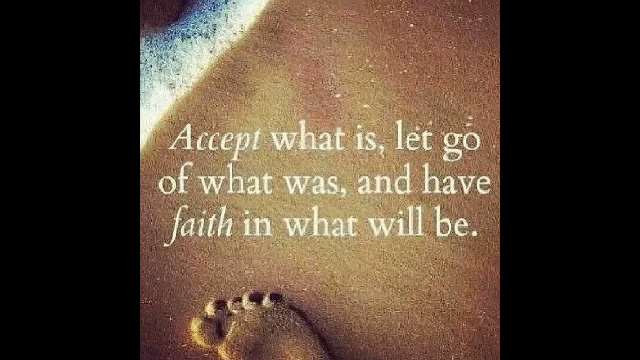 Accept what is, let go
of what was, and have
faith in what will be.